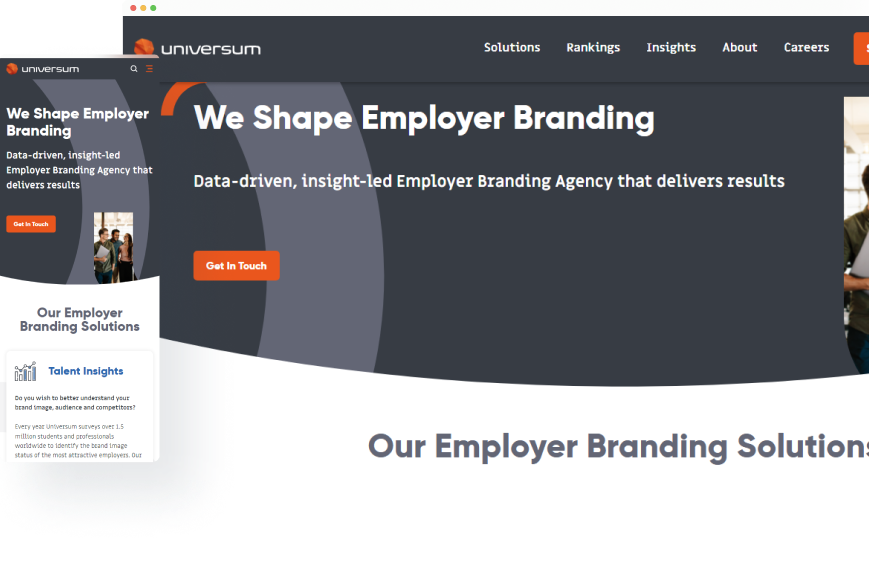 universum
Solutions
Rankings
Insights
About
Careers
We Shape Employer Branding
Data-driven, insight-led Employer Branding Agency that delivers results
Get In Touch
Our Employer Branding Solutions
universum
We Shape Employer
Branding
Data-driven, insight-led
Employer Branding Agency that
delivers results
Get In Touch
Our Employer
Branding Solutions
Talent Insights
Do you wish to better understand your
brand image, audience and competitors?
Every year Universum surveys over 1.5
million students and professionals
worldwide to identify the brand image
status of the most attractive employers. Our